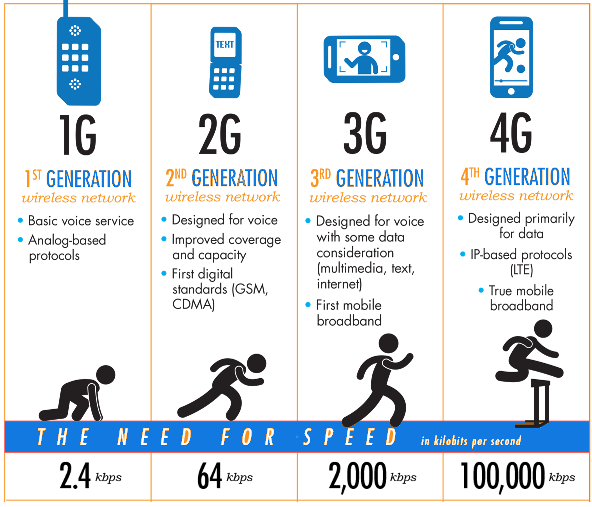 1G
1ST GENERATION
wireless network
• Basic voice service
• Analog-based
protocols
TEXT
2G
2ND GENERATION
wireless network
• Designed for voice
• Improved coverage
and capacity
• First digital
standards (GSM,
CDMA)
3G
3RD GENERATION
wireless network
• Designed for voice
with some data
consideration
(multimedia, text,
internet)
• First mobile
broadband
4G
4TH GENERATION
wireless network
• Designed primarily
for data
• IP-based protocols
(LTE)
• True mobile
broadband
THE NEED FOR SPEED in kilobits per second
2.4 kbps
64 kbps
2,000 kbps
100,000 kbps